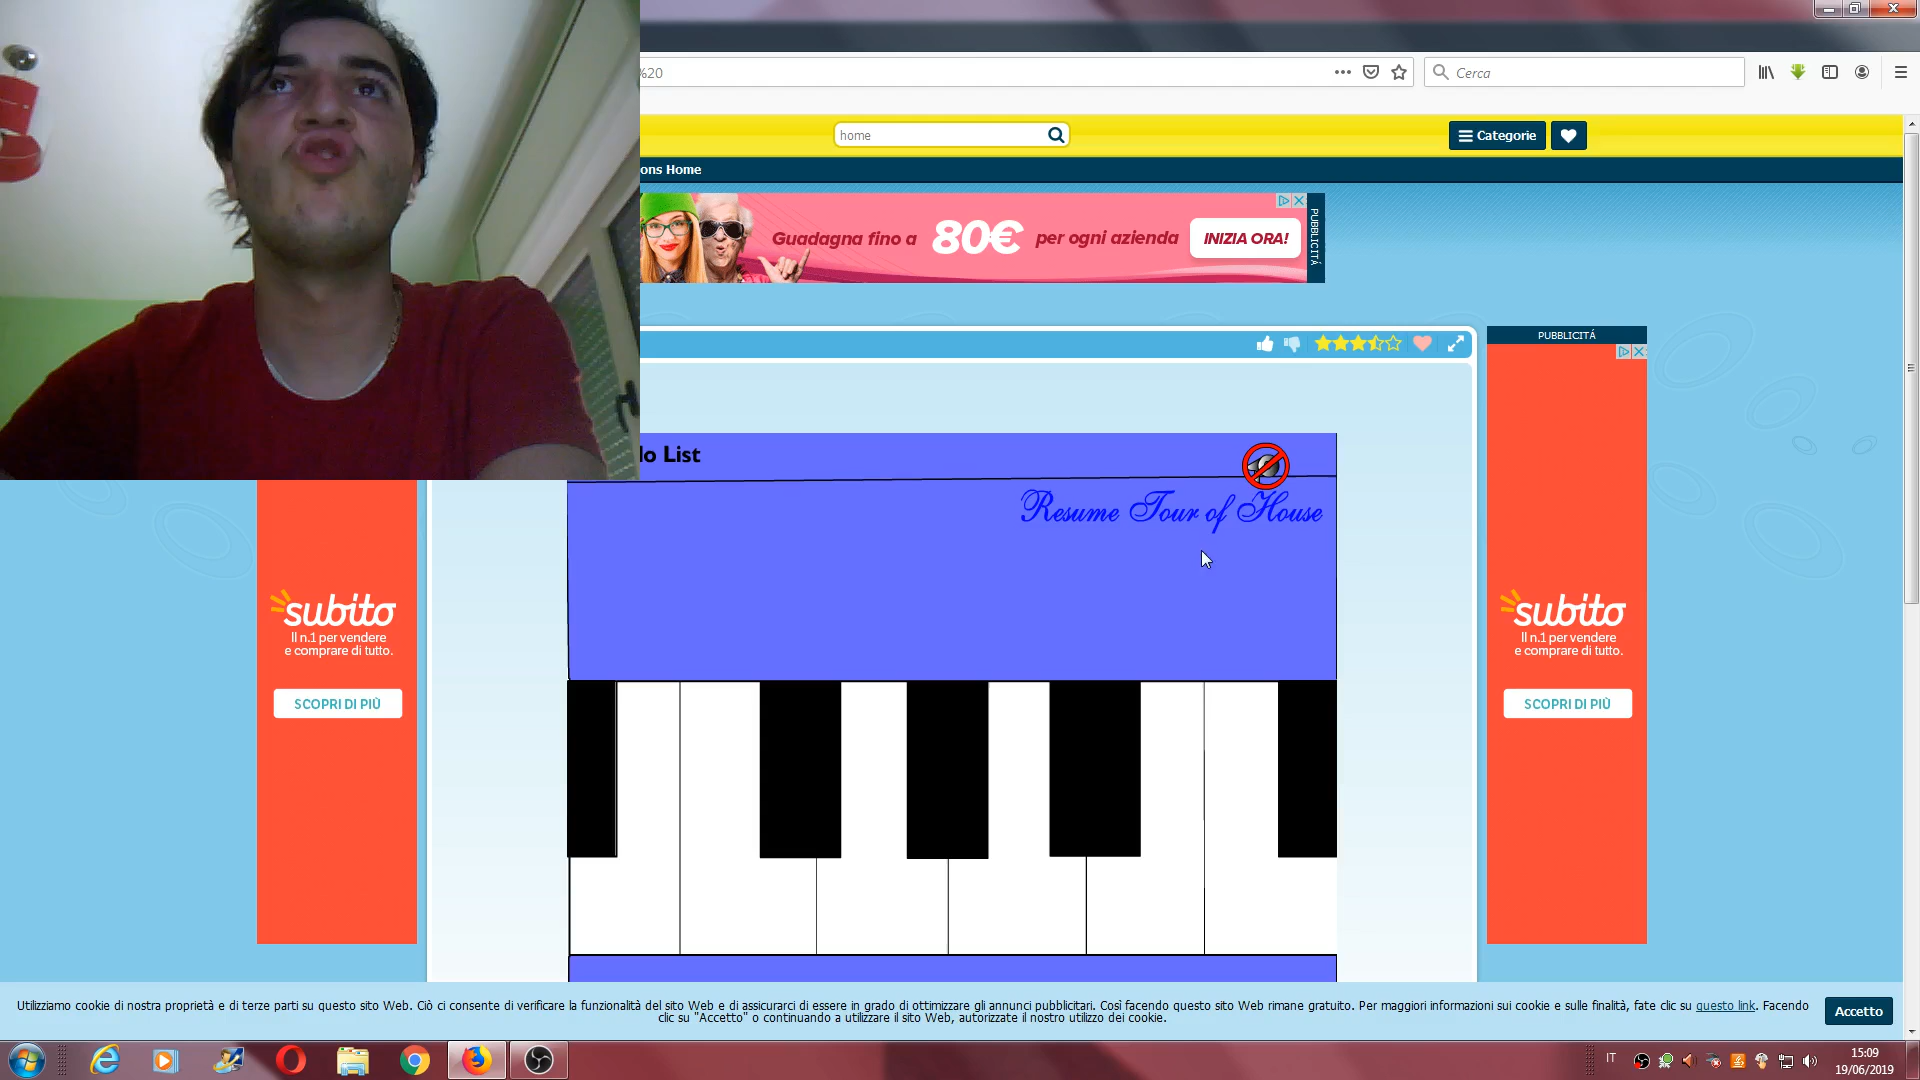 %20
Cerca
home
Categorie
ons Home
Guadagna fino a 80€ per ogni azienda INIZIA ORA!
PUBBLICITÁ
PUBBLICITÁ
do List
Resume Tour of House
subito
Il n.1 per vendere
e comprare di tutto.
SCOPRI DI PIÙ
subito
Il n.1 per vendere
e comprare di tutto.
SCOPRI DI PIÙ
Utilizziamo cookie di nostra proprietà e di terze parti su questo sito Web. Ciò ci consente di verificare la funzionalità del sito Web e di assicurarci di essere in grado di ottimizzare gli annunci pubblicitari. Così facendo questo sito Web rimane gratuito. Per maggiori informazioni sui cookie e sulle finalità, fate clic su questo link. Facendo
clic su "Accetto" o continuando a utilizzare il sito Web, autorizzate il nostro utilizzo dei cookie.
Accetto
IT
15:09
19/06/2019